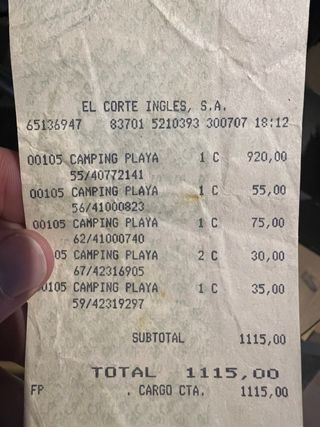 EL CORTE INGLES, S.A.
65136947 83701 5210393 300707 18:12
00105 CAMPING PLAYA 1 C 920,00
55/40772141
00105 CAMPING PLAYA 1 C 55,00
56/41000823
00105 CAMPING PLAYA 1 C 75,00
62/41000740
05 CAMPING PLAYA 2 C 30,00
67/42316905
0105 CAMPING PLAYA 1 C 35,00
59/42319297
SUBTOTAL 1115,00
TOTAL 1115,00
FP . CARGO CTA. 1115,00